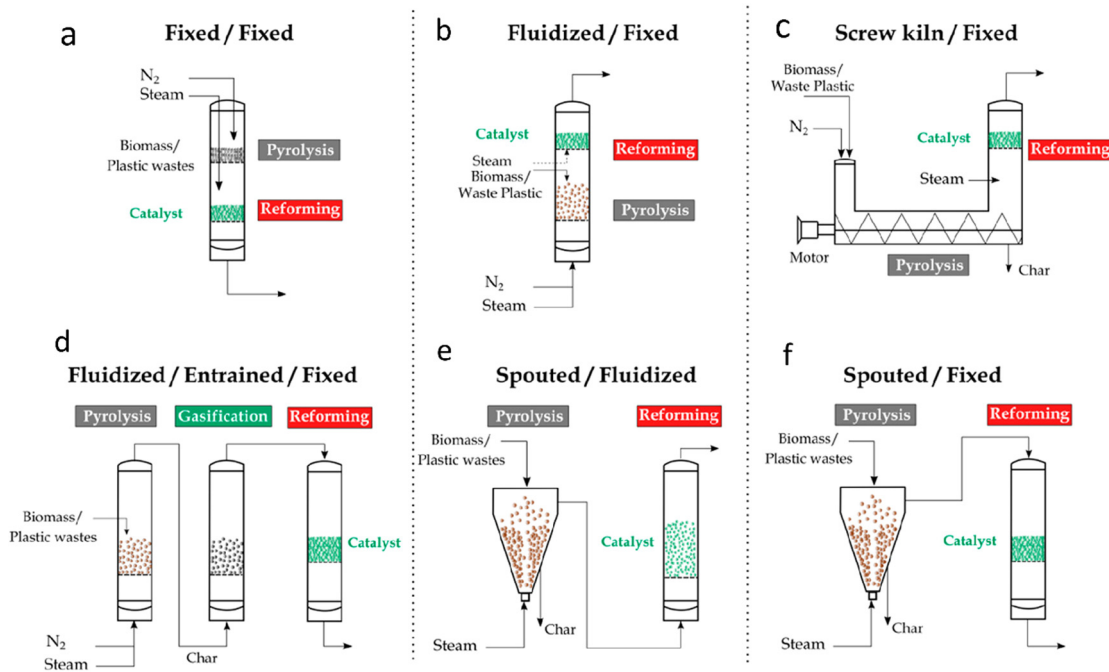 a
Fixed / Fixed
N2
Steam
Biomass/
Plastic wastes
Pyrolysis
Catalyst
Reforming
b
Fluidized / Fixed
Catalyst
Steam
Reforming
Biomass/
Waste Plastic
Pyrolysis
N2
Steam
c
Screw kiln / Fixed
Biomass/
Waste Plastic
N2
Catalyst
Reforming
Steam
Motor
Pyrolysis
Char
d
Fluidized / Entrained / Fixed
Pyrolysis
Gasification
Reforming
Biomass/
Plastic wastes
Catalyst
N2
Steam
Char
e
Spouted / Fluidized
Pyrolysis
Reforming
Biomass/
Plastic wastes
Catalyst
Steam
Char
f
Spouted / Fixed
Pyrolysis
Reforming
Biomass/
Plastic wastes
Catalyst
Steam
Char